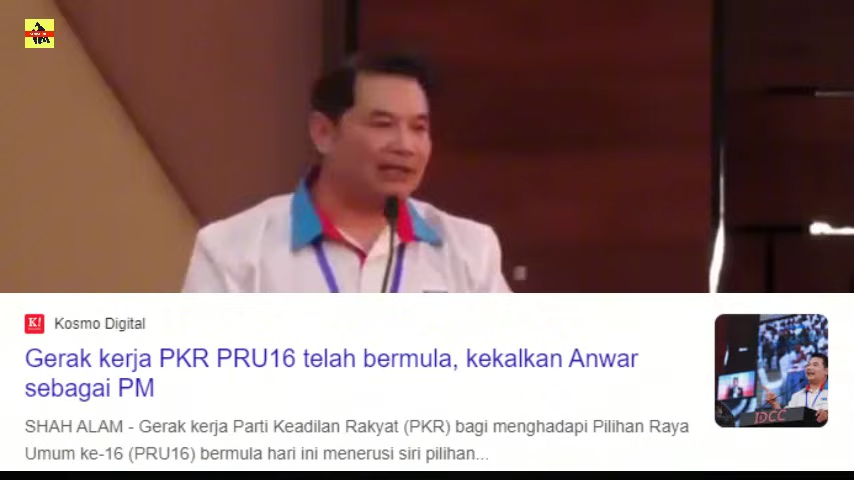 K!
Kosmo Digital
Gerak kerja PKR PRU16 telah bermula, kekalkan Anwar
sebagai PM
SHAH ALAM - Gerak kerja Parti Keadilan Rakyat (PKR) bagi menghadapi Pilihan Raya
Umum ke-16 (PRU16) bermula hari ini menerusi siri pilihan...
IDCC